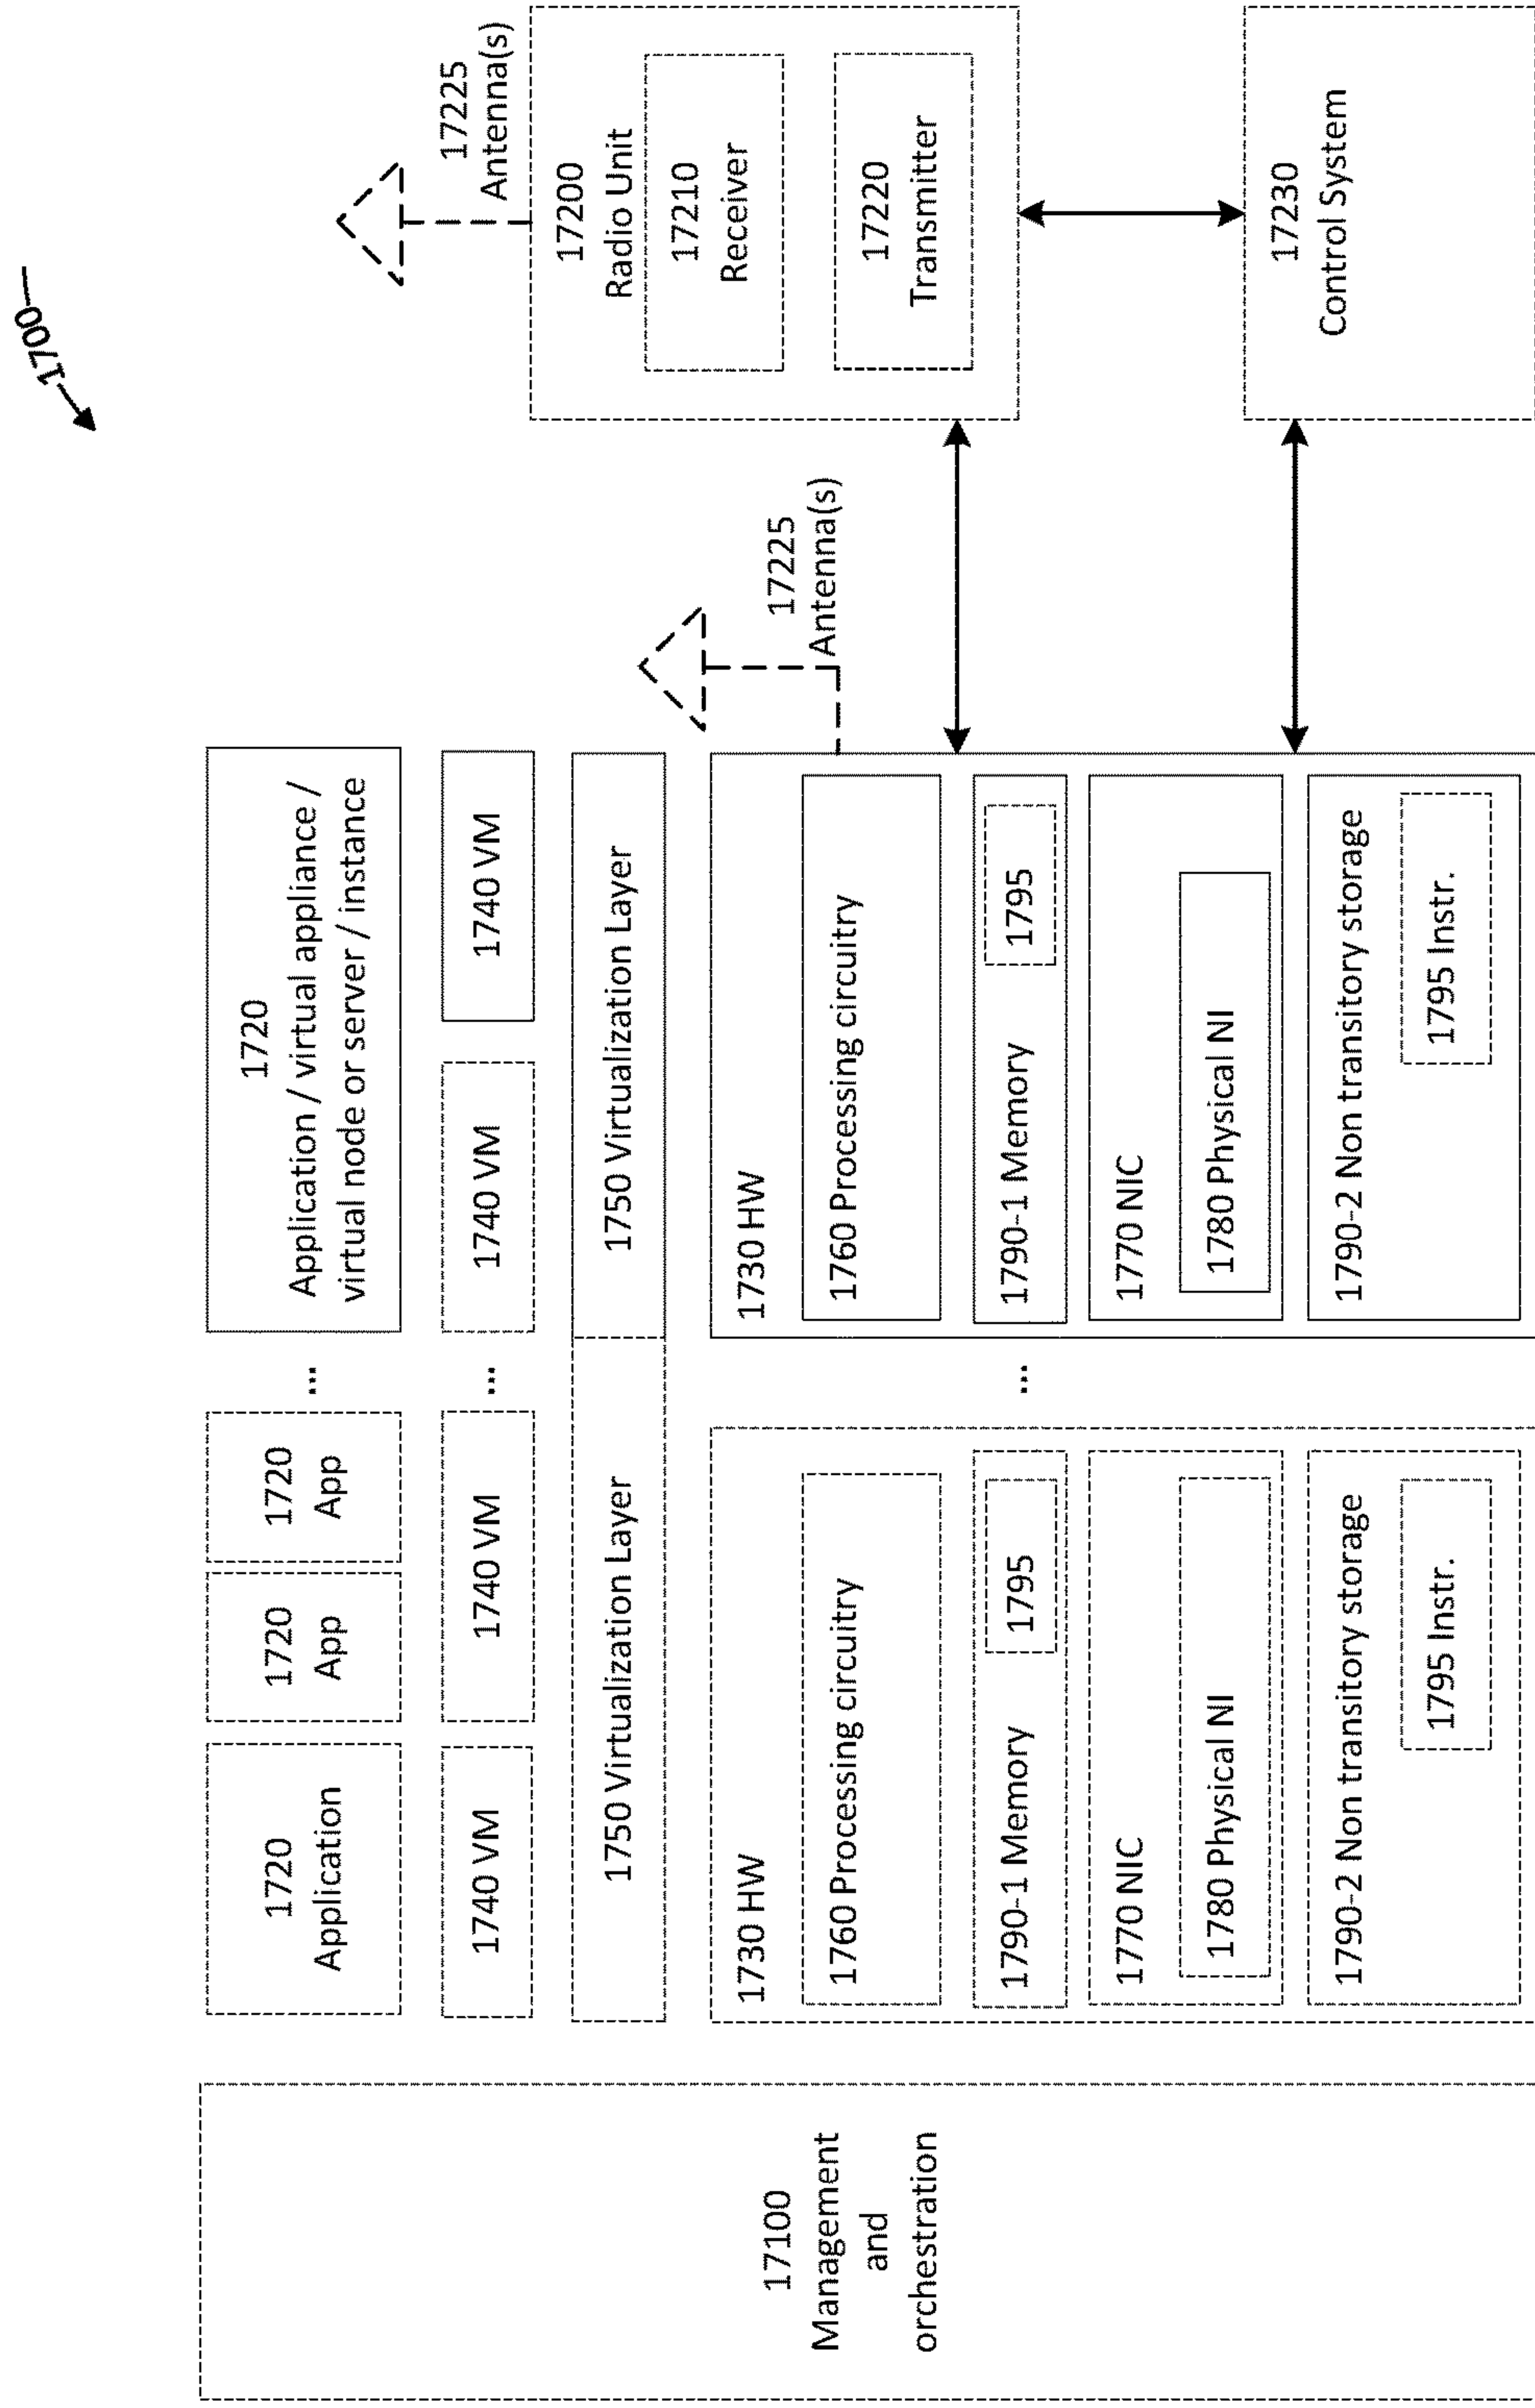 1700
17100
Management
and
orchestration
1720
Application
1720
App
1720
App
...
1720
Application / virtual appliance /
virtual node or server / instance
1740 VM
1740 VM
...
1740 VM
1740 VM
1750 Virtualization Layer
1750 Virtualization Layer
1730 HW
1760 Processing circuitry
1790-1 Memory
1795
1770 NIC
1780 Physical NI
1790-2 Non transitory storage
1795 Instr.
...
1730 HW
1760 Processing circuitry
1790-1 Memory
1795
1770 NIC
1780 Physical NI
1790-2 Non transitory storage
1795 Instr.
17225
Antenna(s)
17225
Antenna(s)
17200
Radio Unit
17210
Receiver
17220
Transmitter
17230
Control System